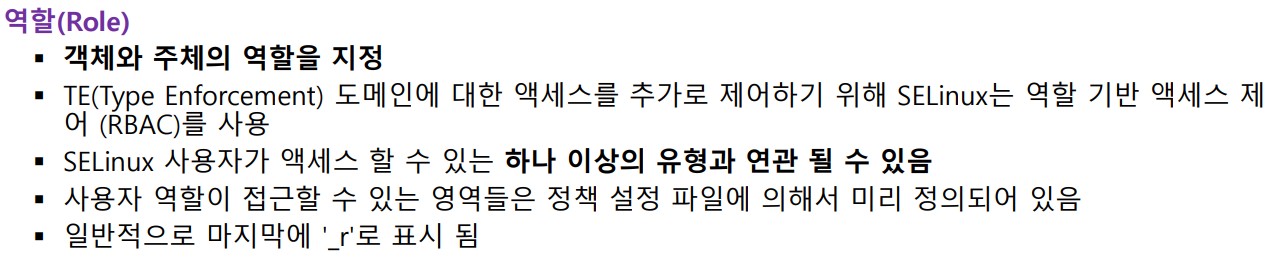 역할(Role)
▪ 객체와 주체의 역할을 지정
▪ TE(Type Enforcement) 도메인에 대한 액세스를 추가로 제어하기 위해 SELinux는 역할 기반 액세스 제
어 (RBAC)를 사용
▪ SELinux 사용자가 액세스 할 수 있는 하나 이상의 유형과 연관 될 수 있음
▪ 사용자 역할이 접근할 수 있는 영역들은 정책 설정 파일에 의해서 미리 정의되어 있음
▪ 일반적으로 마지막에 '_r'로 표시 됨